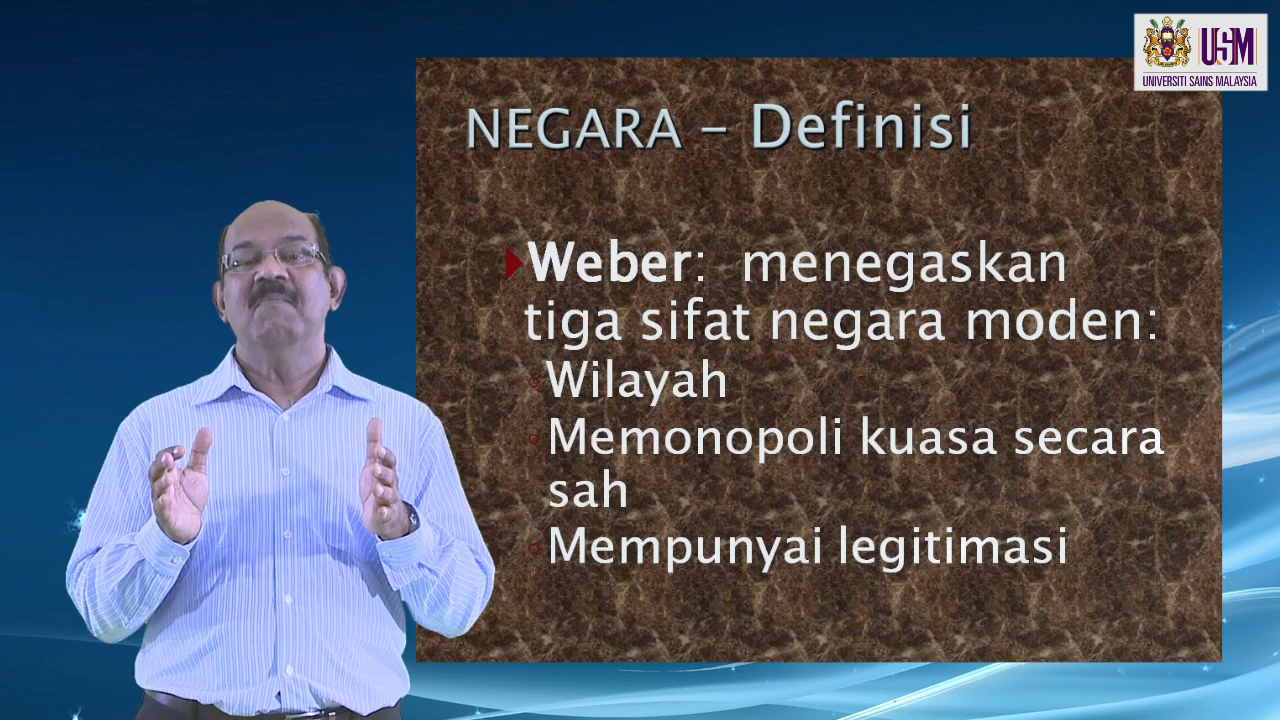 USM
UNIVERSITI SAINS MALAYSIA
NEGARA – Definisi
Weber: menegaskan
tiga sifat negara moden:
Wilayah
Memonopoli kuasa secara
sah
Mempunyai legitimasi